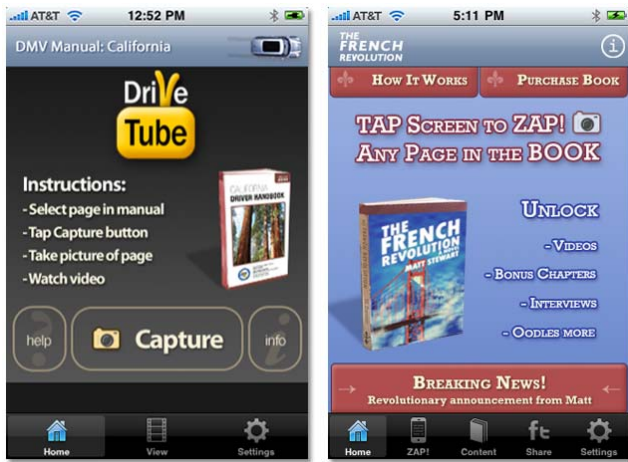 AT&T 12:52 PM
DMV Manual: California
Drive
Tube
Instructions:
- Select page in manual
- Tap Capture button
- Take picture of page
- Watch video
CALIFORNIA
DRIVER HANDBOOK
help
Capture
info
Home View Settings
AT&T 5:11 PM
THE
FRENCH
REVOLUTION
How It Works
Purchase Book
TAP Screen to ZAP!
Any Page in the BOOK
THE
FRENCH
REVOLUTION
MATT STEWART
Unlock
- Videos
- Bonus Chapters
- Interviews
- Oodles more
Breaking News!
Revolutionary announcement from Matt
Home ZAP! Content Share Settings
ft